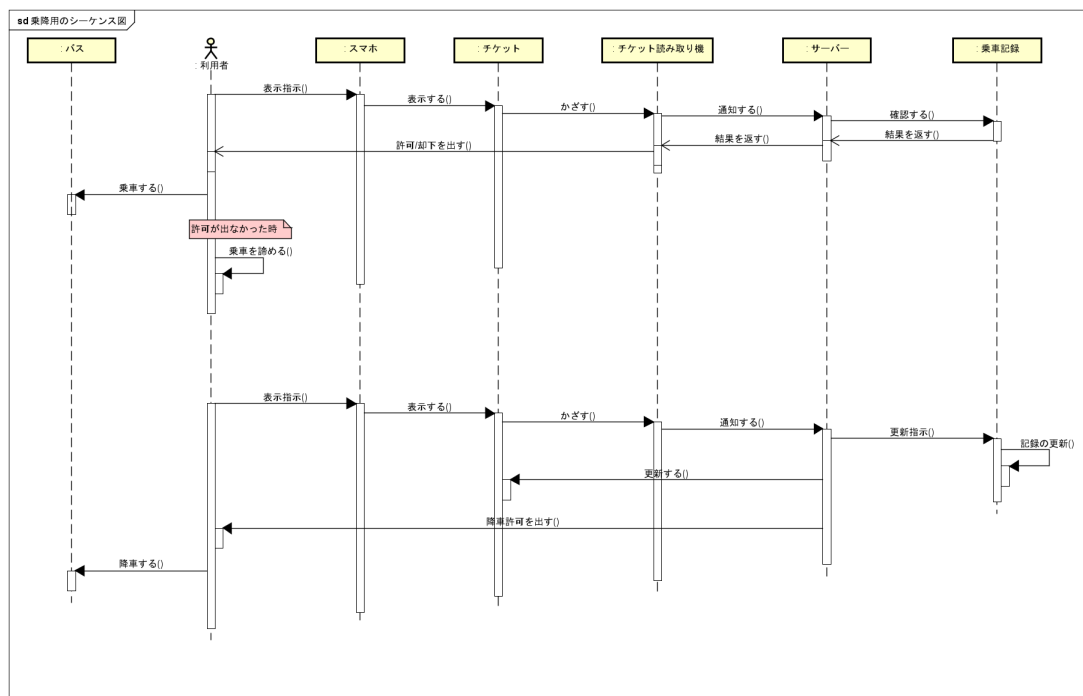 sd 乗降用のシーケンス図
: バス
: 利用者
: スマホ
: チケット
: チケット読み取り機
: サーバー
: 乗車記録
表示指示()
表示する()
かざす()
通知する()
確認する()
結果を返す()
結果を返す()
許可/却下を出す()
乗車する()
許可が出なかった時
乗車を諦める()
表示指示()
表示する()
かざす()
通知する()
更新指示()
記録の更新()
更新する()
降車許可を出す()
降車する()